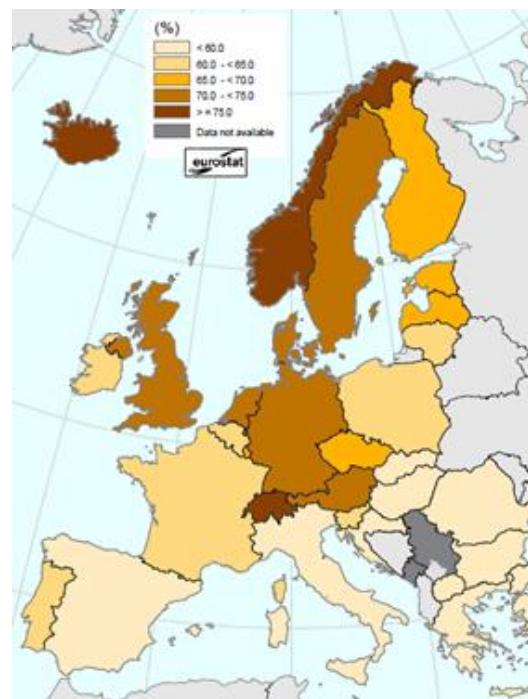 (%)
< 60.0
60.0 - < 65.0
65.0 - < 70.0
70.0 - < 75.0
> = 75.0
Data not available
eurostat